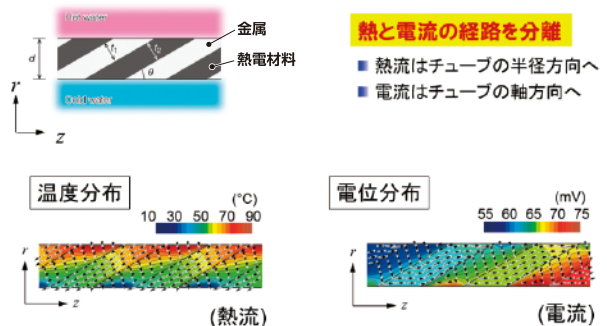 Hot water
金属
熱電材料
d
t₁
t₂
θ
Cold water
r
z
熱と電流の経路を分離
熱流はチューブの半径方向へ
電流はチューブの軸方向へ
温度分布
(°C)
10 30 50 70 90
r
z
(熱流)
電位分布
(mV)
55 60 65 70 75
r
z
(電流)